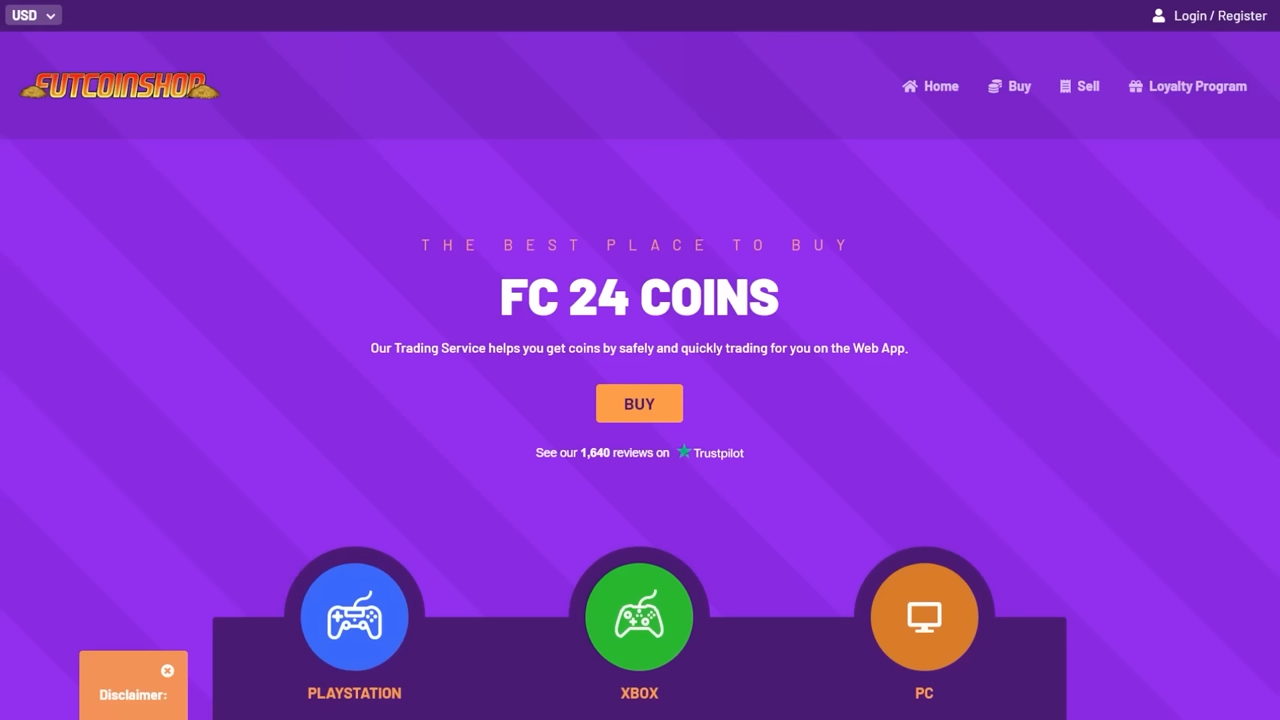 USD
Login / Register
FUTCOINSHOP
Home
Buy
Sell
Loyalty Program
THE BEST PLACE TO BUY
FC 24 COINS
Our Trading Service helps you get coins by safely and quickly trading for you on the Web App.
BUY
See our 1,640 reviews on Trustpilot
PLAYSTATION
XBOX
PC
Disclaimer: